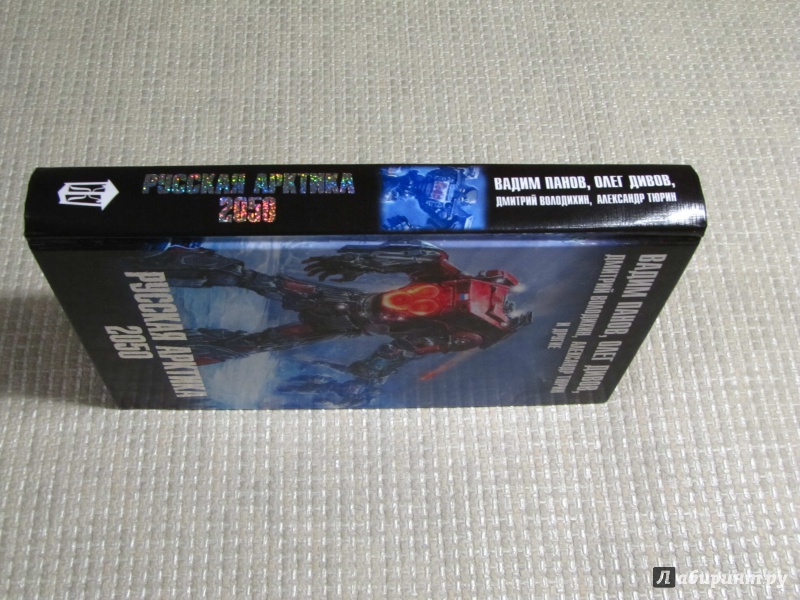 РУССКАЯ АРКТИКА
2050
ВАДИМ ПАНОВ, ОЛЕГ ДИВОВ,
ДМИТРИЙ ВОЛОДИХИН, АЛЕКСАНДР ТЮРИН
ВАДИМ ПАНОВ, ОЛЕГ ДИВОВ,
ДМИТРИЙ ВОЛОДИХИН, АЛЕКСАНДР ТЮРИН
И ДРУГИЕ
РУССКАЯ АРКТИКА
2050
Лабиринт.ру